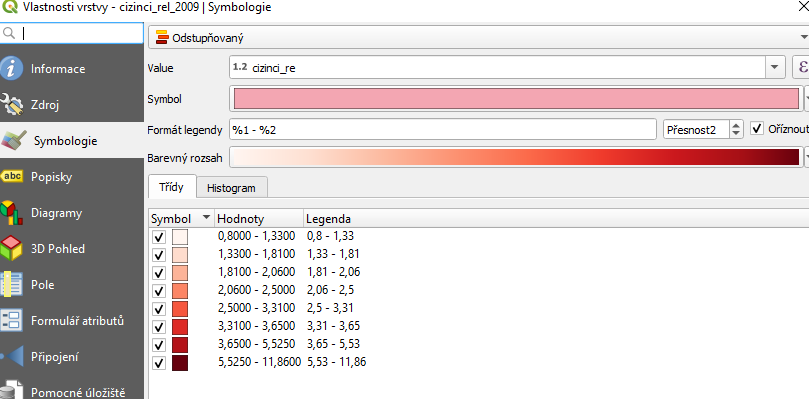 Vlastnosti vrstvy - cizinci_rel_2009 | Symbologie
Odstupňovaný
Informace
Value
1.2 cizinci_re
ε
Zdroj
Symbol
Symbologie
Formát legendy
%1 - %2
Přesnost2
Oříznout
Barevný rozsah
abc Popisky
Třídy
Histogram
Diagramy
Symbol Hodnoty Legenda
0,8000 - 1,3300 0,8 - 1,33
3D Pohled
1,3300 - 1,8100 1,33 - 1,81
1,8100 - 2,0600 1,81 - 2,06
Pole
2,0600 - 2,5000 2,06 - 2,5
2,5000 - 3,3100 2,5 - 3,31
Formulář atributů
3,3100 - 3,6500 3,31 - 3,65
3,6500 - 5,5250 3,65 - 5,53
Připojení
5,5250 - 11,8600 5,53 - 11,86
Pomocné úložiště